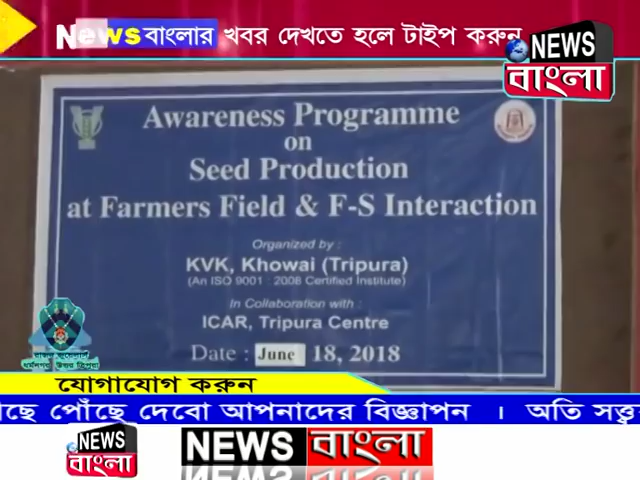 News বাংলার খবর দেখতে হলে টাইপ করুন
NEWS
বাংলা
Awareness Programme
on
Seed Production
at Farmers Field & F-S Interaction
Organized by :
KVK, Khowai (Tripura)
(An ISO 9001 : 2008 Certified Institute)
In Collaboration with :
ICAR, Tripura Centre
Date : June 18, 2018
যোগাযোগ করুন
পৌঁছে দেবো আপনাদের বিজ্ঞাপন । অতি
NEWS
বাংলা
NEWS বাংলা